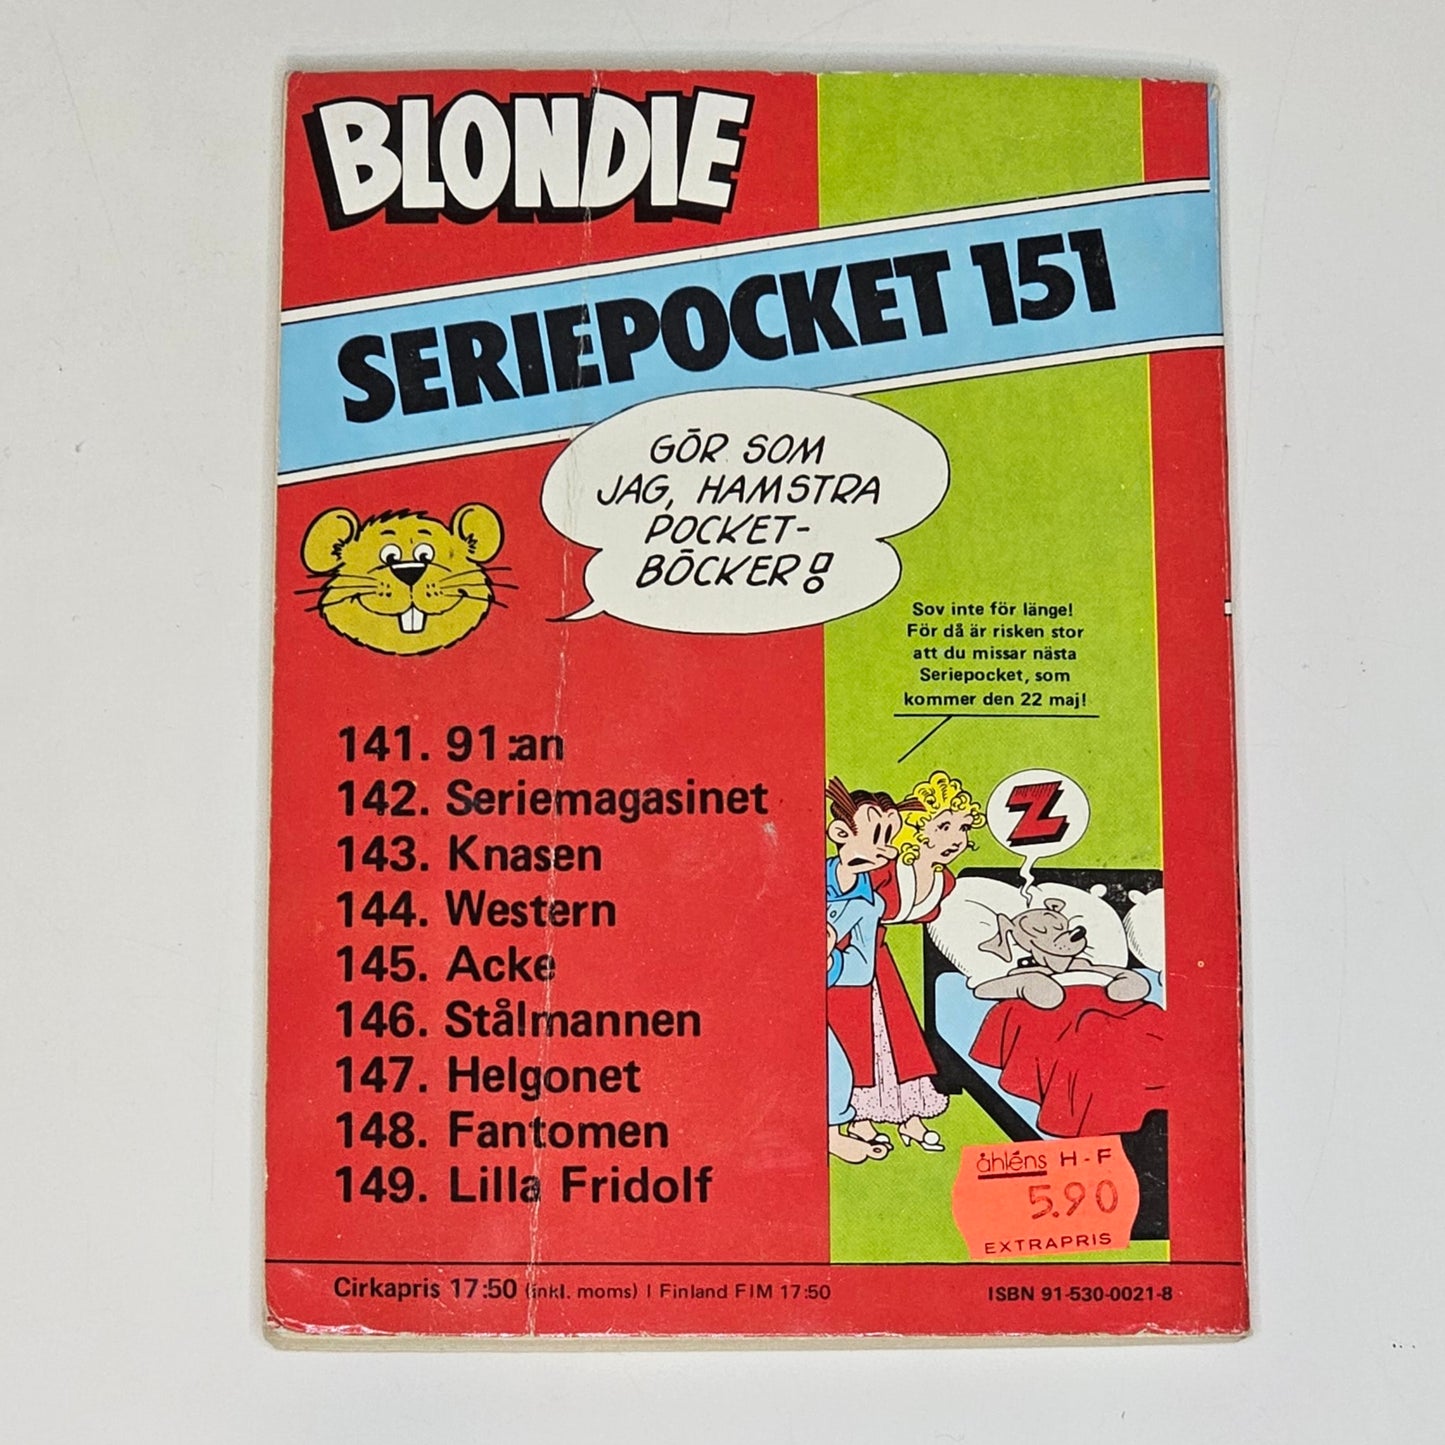 BLONDIE
SERIEPOCKET 151
GÖR SOM
JAG, HAMSTRA
POCKET-
BÖCKER!
Sov inte för länge!
För då är risken stor
att du missar nästa
Seriepocket, som
kommer den 22 maj!
Z
141. 91:an
142. Seriemagasinet
143. Knasen
144. Western
145. Acke
146. Stålmannen
147. Helgonet
148. Fantomen
149. Lilla Fridolf
åhléns H-F
5.90
EXTRAPRIS
Cirkapris 17:50 (inkl. moms) I Finland FIM 17:50
ISBN 91-530-0021-8